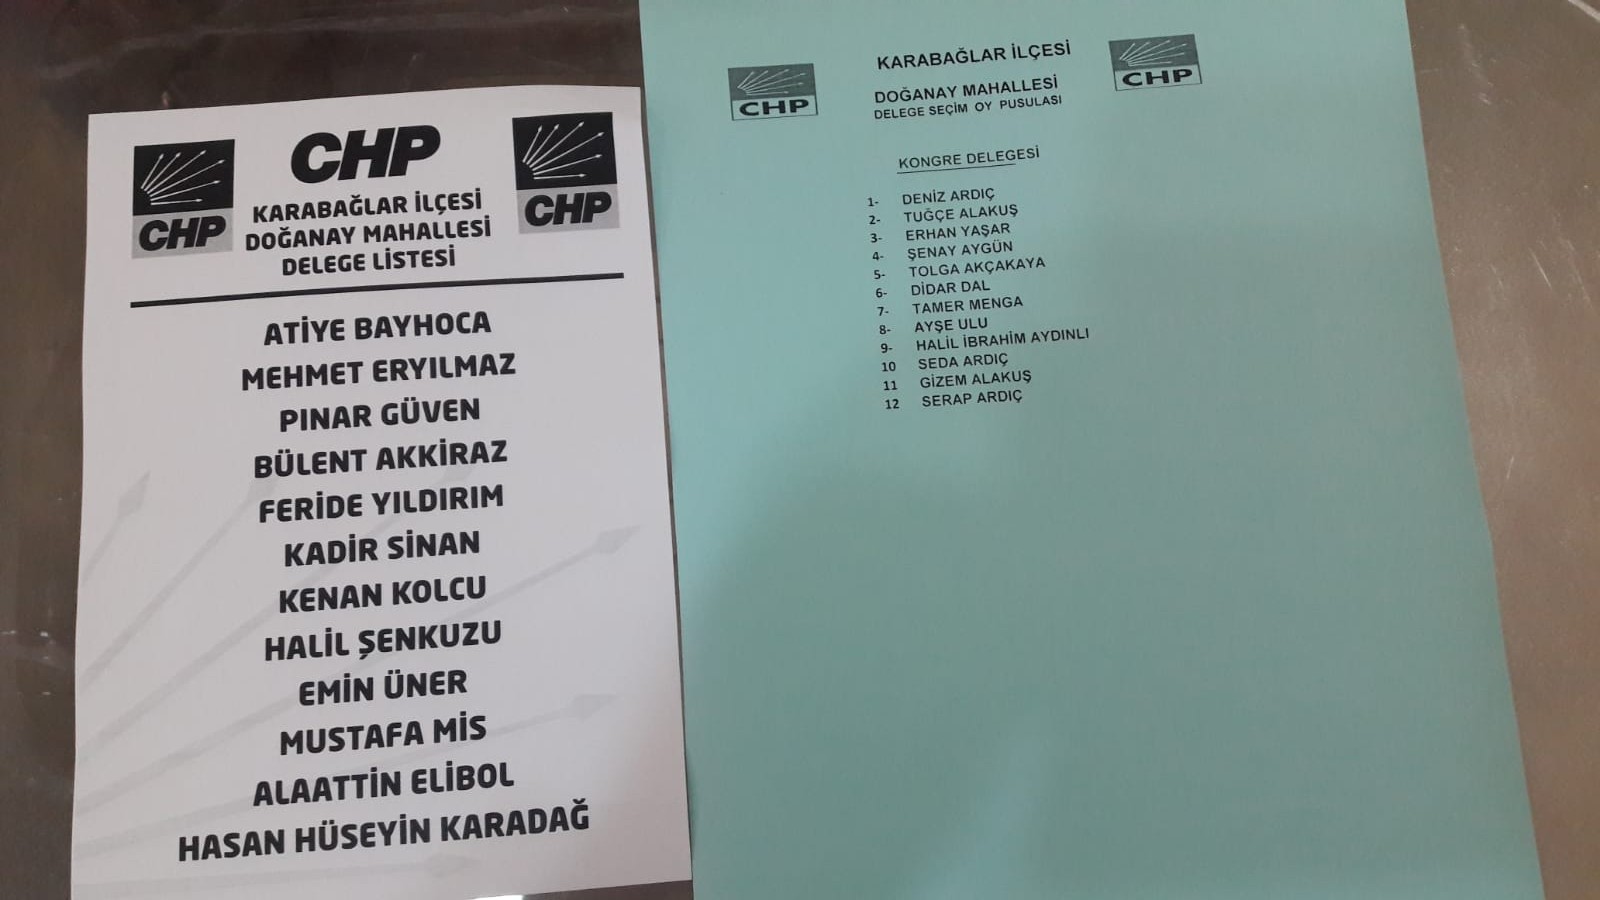 CHP
CHP
CHP
KARABAĞLAR İLÇESİ
DOĞANAY MAHALLESİ
DELEGE LİSTESİ
ATİYE BAYHOCA
MEHMET ERYILMAZ
PINAR GÜVEN
BÜLENT AKKİRAZ
FERİDE YILDIRIM
KADİR SİNAN
KENAN KOLCU
HALİL ŞENKUZU
EMİN ÜNER
MUSTAFA MİS
ALAATTİN ELİBOL
HASAN HÜSEYİN KARADAĞ
CHP
KARABAĞLAR İLÇESİ
CHP
DOĞANAY MAHALLESİ
DELEGE SEÇİM OY PUSULASI
KONGRE DELEGESİ
1- DENİZ ARDIÇ
2- TUĞÇE ALAKUŞ
3- ERHAN YAŞAR
4- ŞENAY AYGÜN
5- TOLGA AKÇAKAYA
6- DİDAR DAL
7- TAMER MENGA
8- AYŞE ULU
9- HALİL İBRAHİM AYDINLI
10 SEDA ARDIÇ
11 GİZEM ALAKUŞ
12 SERAP ARDIÇ